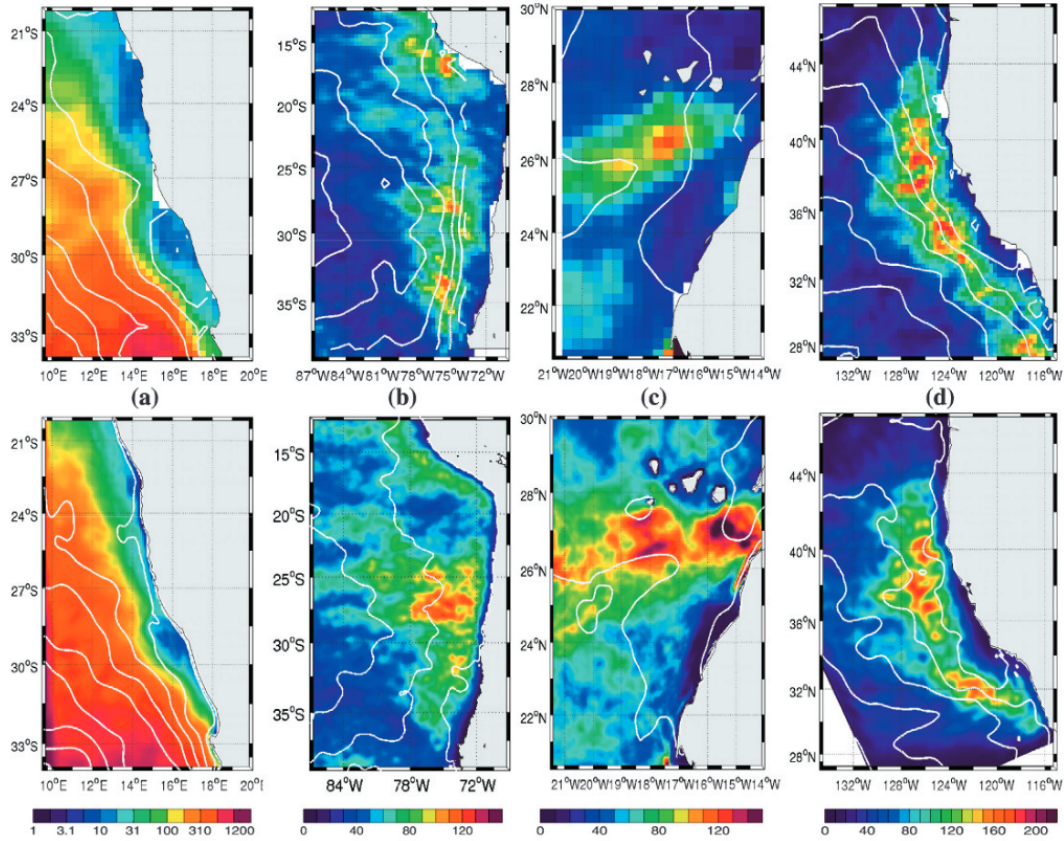 21°S
24°S
27°S
30°S
33°S
10°E 12°E 14°E 16°E 18°E 20°E
15°S
20°S
25°S
30°S
35°S
87°W 84°W 81°W 78°W 75°W 72°W
30°N
28°N
26°N
24°N
22°N
21°W 20°W 19°W 18°W 17°W 16°W 15°W 14°W
44°N
40°N
36°N
32°N
28°N
132°W 128°W 124°W 120°W 116°W
(a) (b) (c) (d)
21°S
24°S
27°S
30°S
33°S
10°E 12°E 14°E 16°E 18°E 20°E
15°S
20°S
25°S
30°S
35°S
84°W 78°W 72°W
30°N
28°N
26°N
24°N
22°N
21°W 20°W 19°W 18°W 17°W 16°W 15°W 14°W
44°N
40°N
36°N
32°N
28°N
132°W 128°W 124°W 120°W 116°W
1 3.1 10 31 100 310 1200
0 40 80 120
0 40 80 120
0 40 80 120 160 200